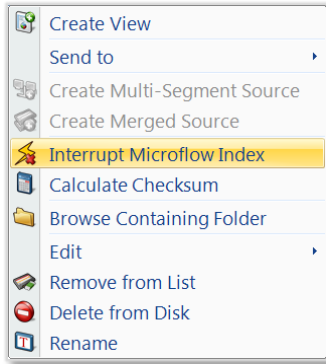 Create View
Send to
Create Multi-Segment Source
Create Merged Source
Interrupt Microflow Index
Calculate Checksum
Browse Containing Folder
Edit
Remove from List
Delete from Disk
Rename